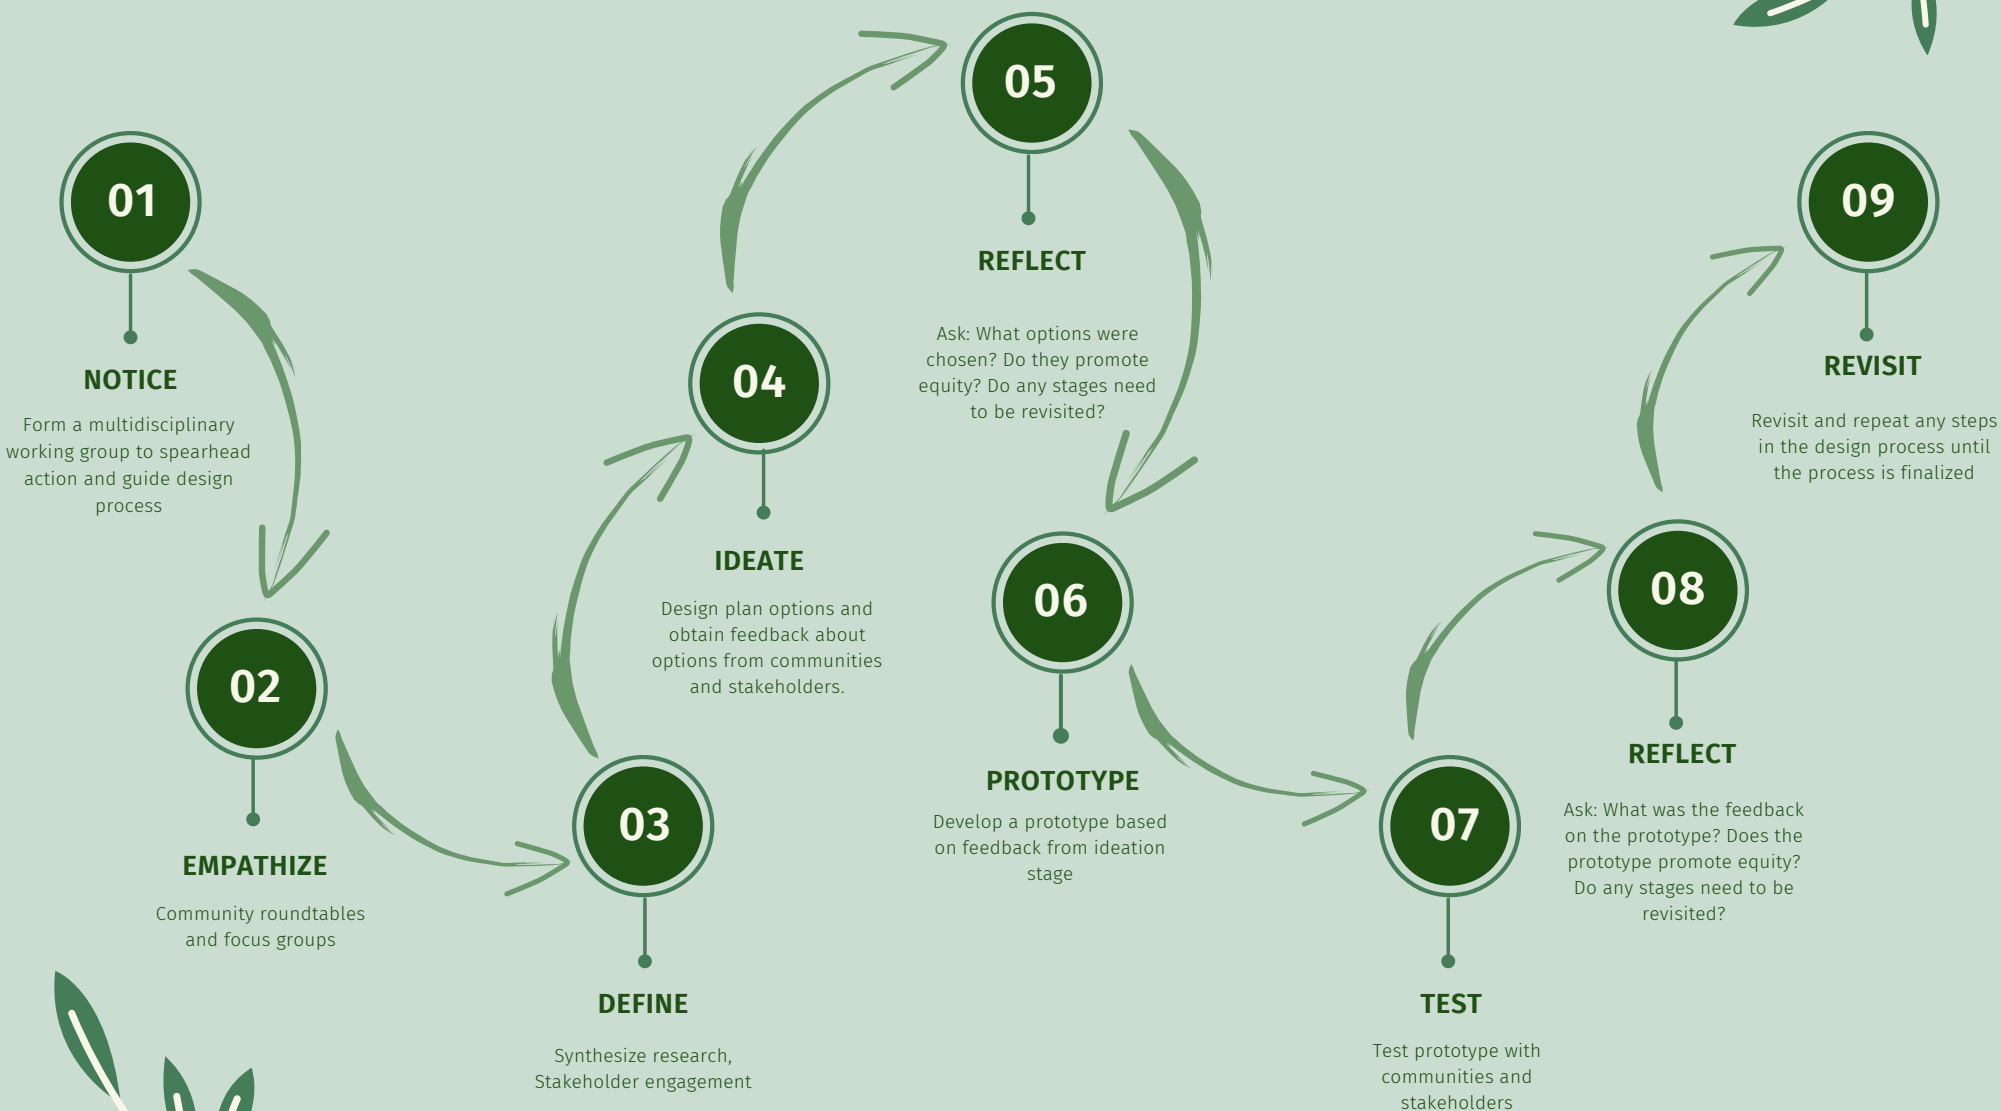 01
NOTICE
Form a multidisciplinary
working group to spearhead
action and guide design
process
02
EMPATHIZE
Community roundtables
and focus groups
03
DEFINE
Synthesize research,
Stakeholder engagement
04
IDEATE
Design plan options and
obtain feedback about
options from communities
and stakeholders.
05
REFLECT
Ask: What options were
chosen? Do they promote
equity? Do any stages need
to be revisited?
06
PROTOTYPE
Develop a prototype based
on feedback from ideation
stage
07
TEST
Test prototype with
communities and
stakeholders
08
REFLECT
Ask: What was the feedback
on the prototype? Does the
prototype promote equity?
Do any stages need to be
revisited?
09
REVISIT
Revisit and repeat any steps
in the design process until
the process is finalized